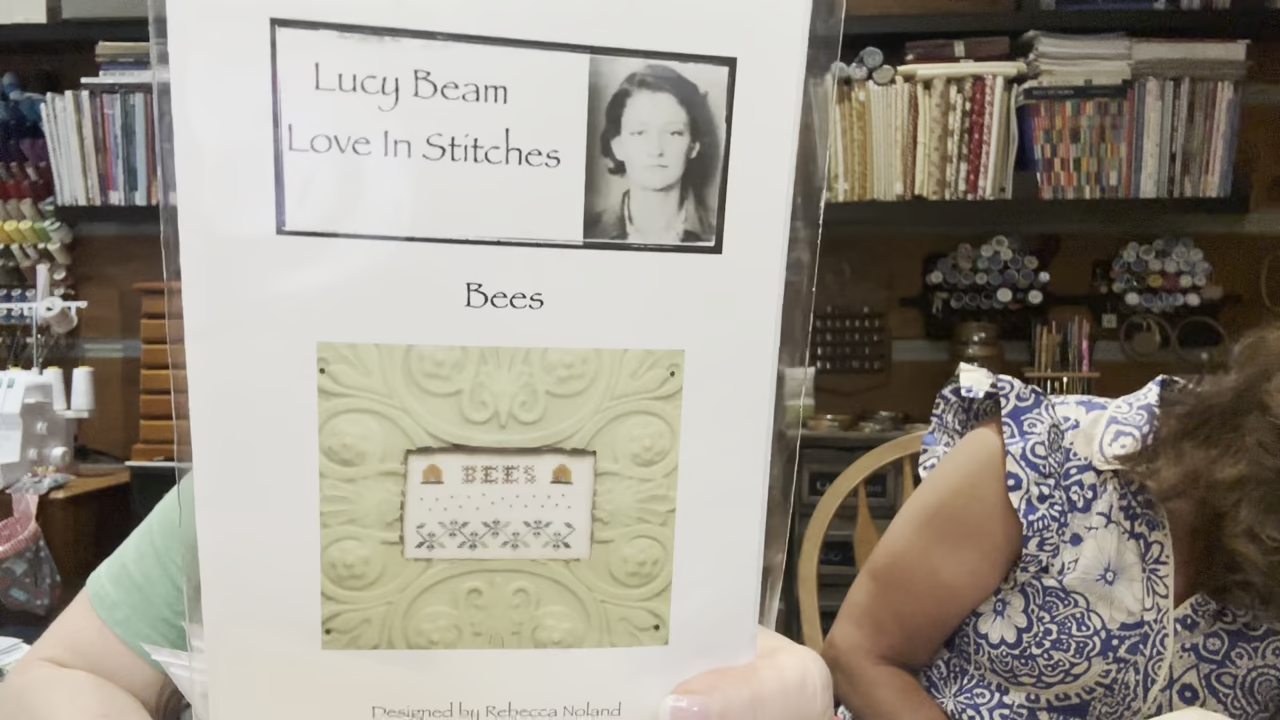 Lucy Beam
Love In Stitches
Bees
BEES
Designed by Rebecca Noland